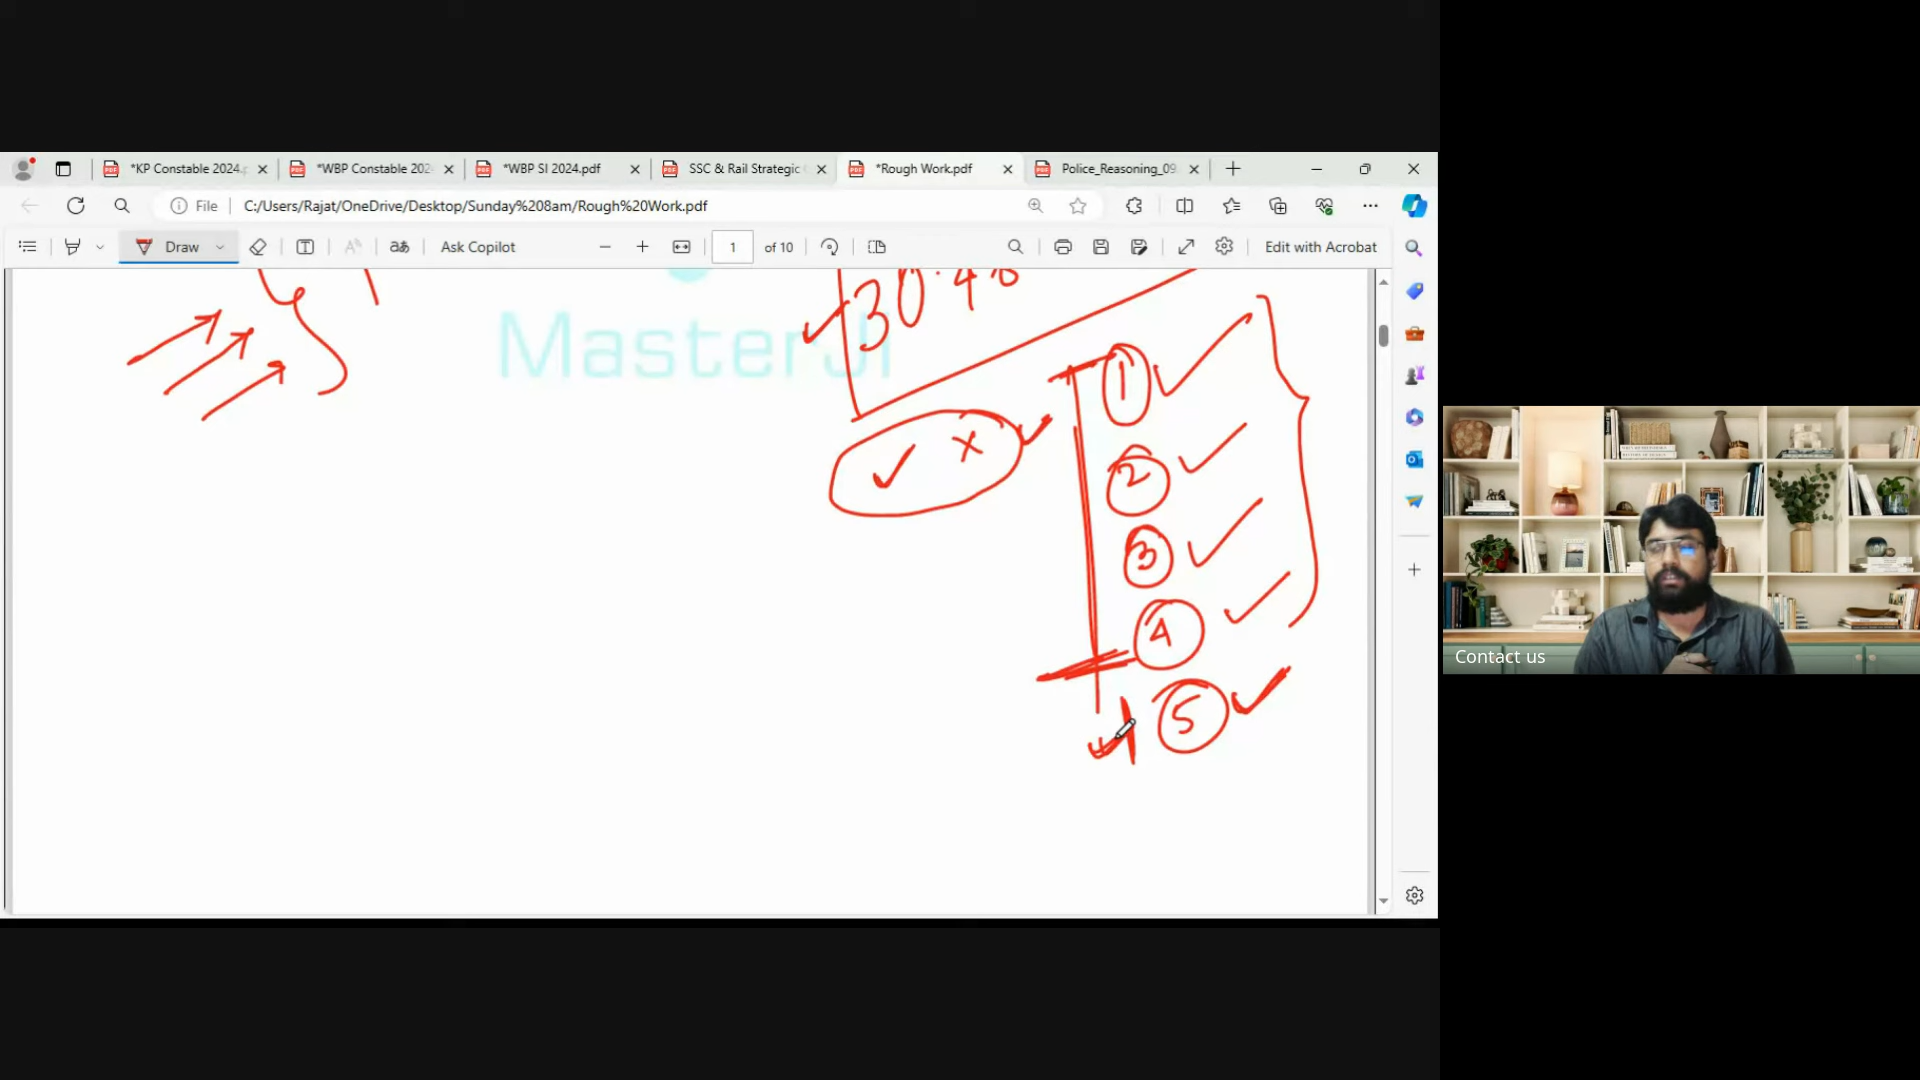 *KP Constable 2024.p
*WBP Constable 202
*WBP SI 2024.pdf
SSC & Rail Strategic
*Rough Work.pdf
Police_Reasoning_09
File
C:/Users/Rajat/OneDrive/Desktop/Sunday%208am/Rough%20Work.pdf
Draw
Ask Copilot
1
of 10
Edit with Acrobat
MasterJi
30.48
1
2
3
4
5
Contact us